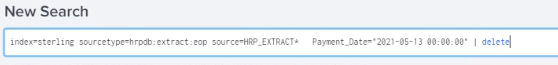 New Search
index=sterling sourcetype=hrpdb:extract:eop source=HRP_EXTRACT* Payment_Date="2021-05-13 00:00:00" | delete